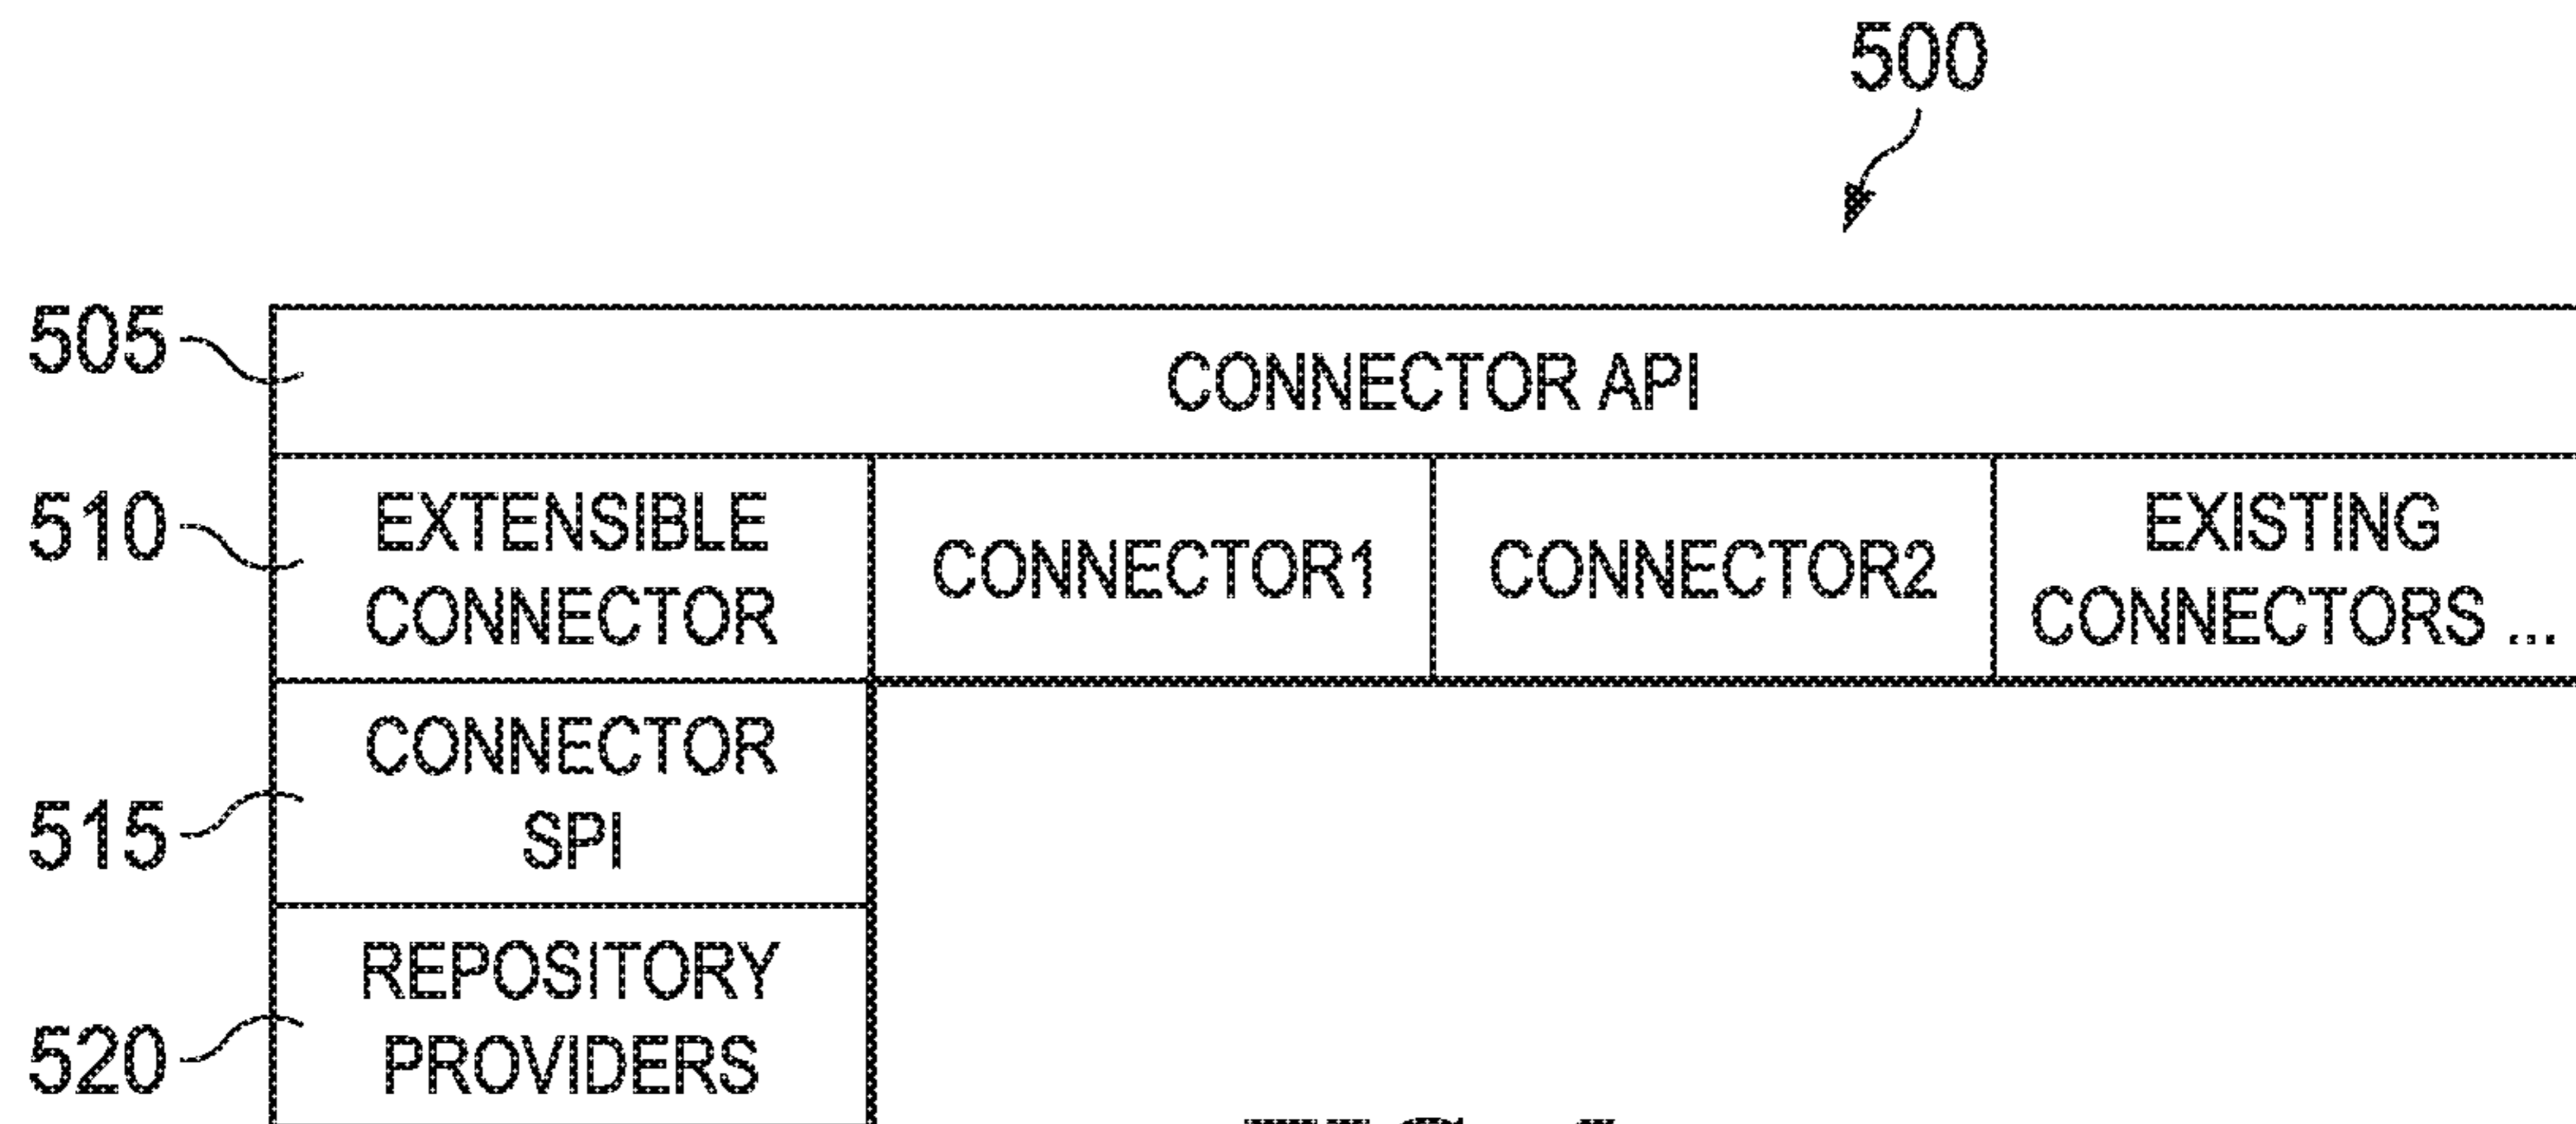 500
505
CONNECTOR API
510
EXTENSIBLE
CONNECTOR
CONNECTOR1
CONNECTOR2
EXISTING
CONNECTORS ...
515
CONNECTOR
SPI
520
REPOSITORY
PROVIDERS